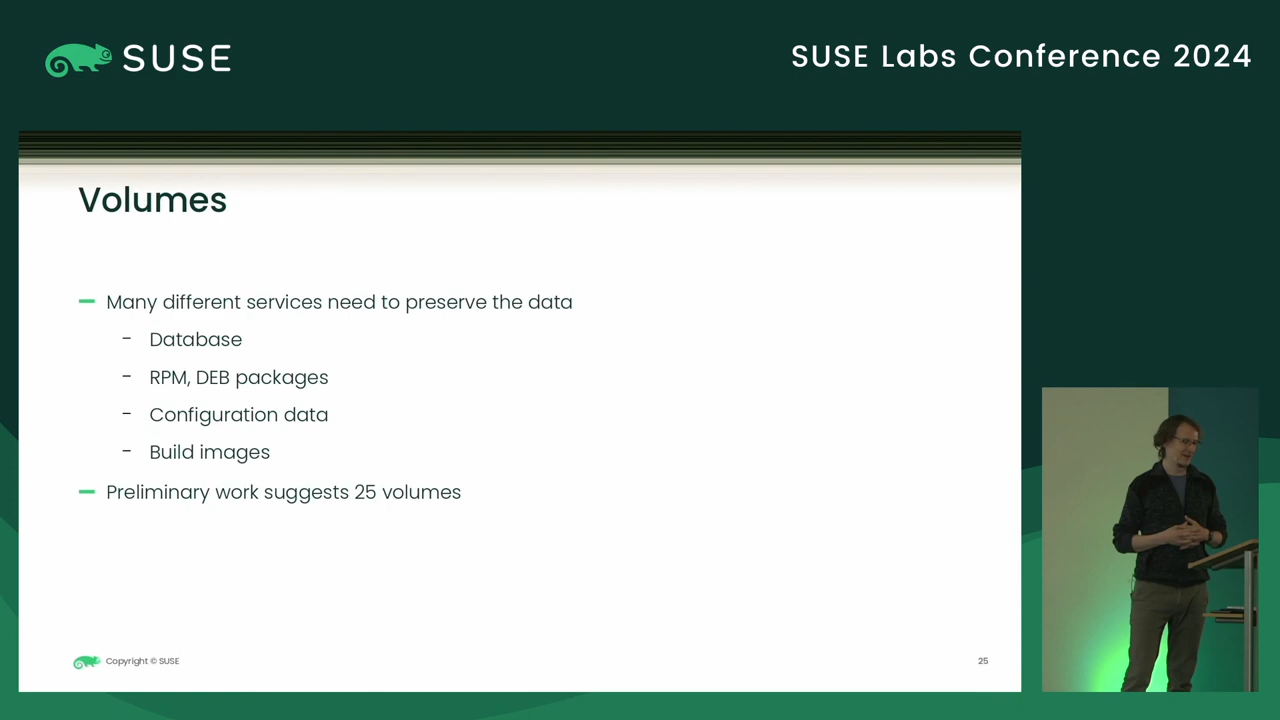 SUSE
SUSE Labs Conference 2024
Volumes
Many different services need to preserve the data
- Database
- RPM, DEB packages
- Configuration data
- Build images
Preliminary work suggests 25 volumes
Copyright © SUSE
25